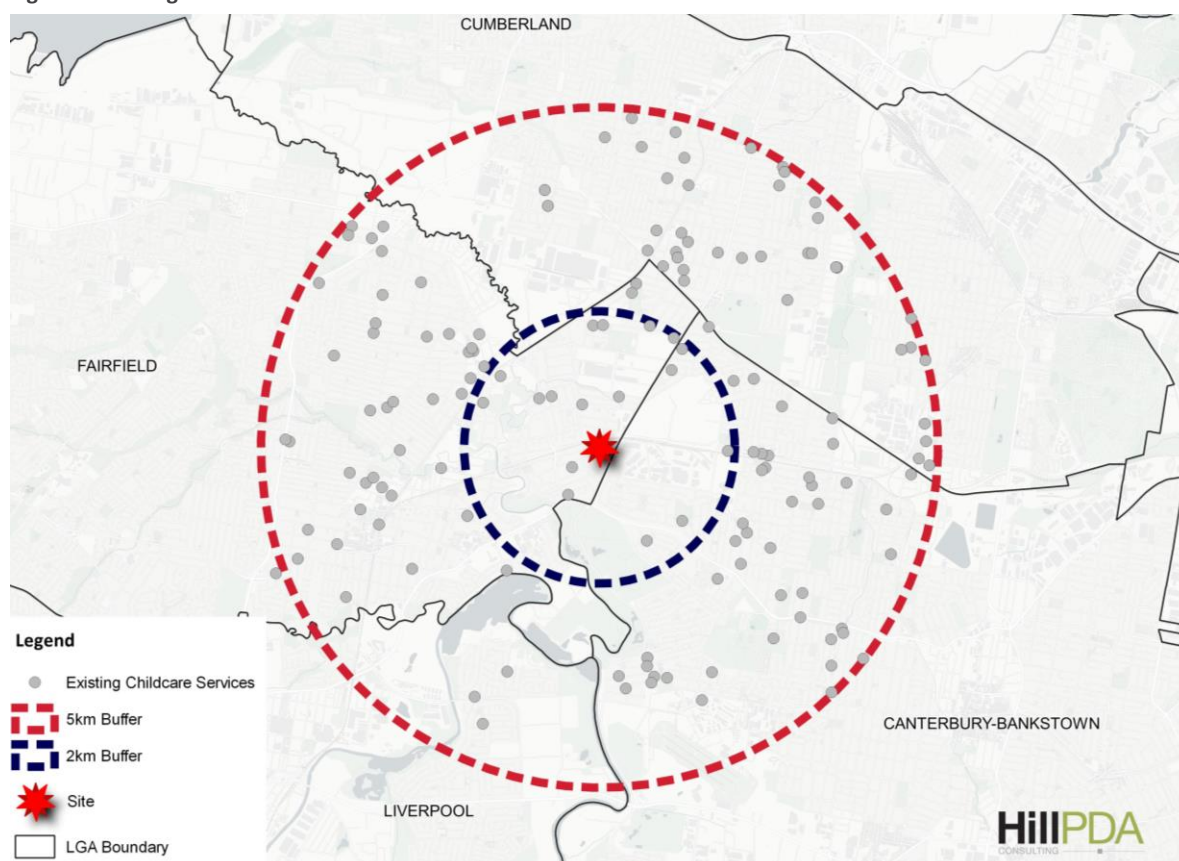 CUMBERLAND
FAIRFIELD
CANTERBURY-BANKSTOWN
LIVERPOOL
Legend
Existing Childcare Services
5km Buffer
2km Buffer
Site
LGA Boundary
HillPDA
CONSULTING